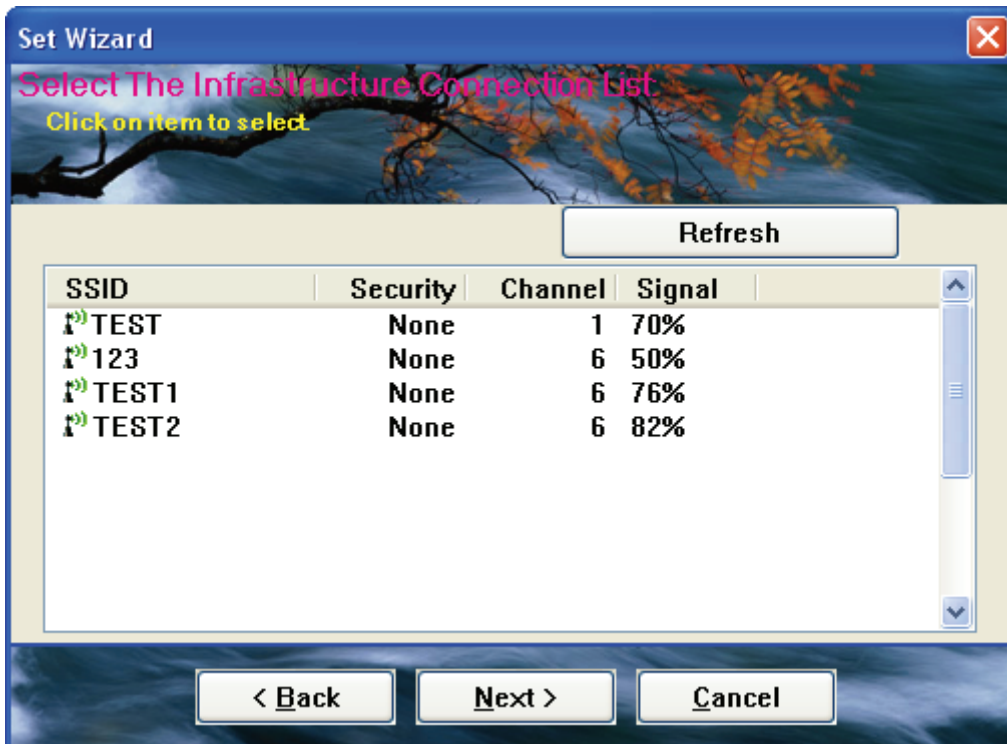 Set Wizard
Select The Infrastructure Connection List.
Click on item to select.
Refresh
SSID Security Channel Signal
TEST None 1 70%
123 None 6 50%
TEST1 None 6 76%
TEST2 None 6 82%
< Back Next > Cancel